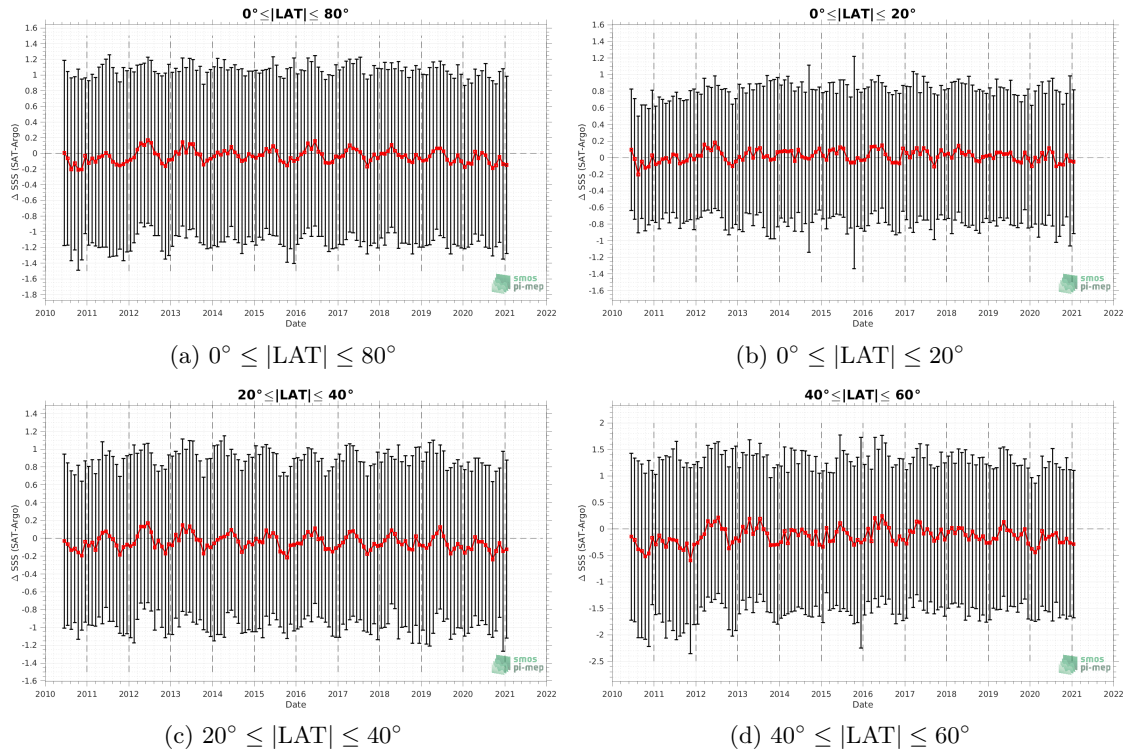 0°≤|LAT|≤ 80°
Δ SSS (SAT-Argo)
1.6
1.4
1.2
1
0.8
0.6
0.4
0.2
0
-0.2
-0.4
-0.6
-0.8
-1
-1.2
-1.4
-1.6
-1.8
2010 2011 2012 2013 2014 2015 2016 2017 2018 2019 2020 2021 2022
Date
smos
pi-mep
(a) 0° ≤ |LAT| ≤ 80°
0°≤|LAT|≤ 20°
Δ SSS (SAT-Argo)
1.6
1.4
1.2
1
0.8
0.6
0.4
0.2
0
-0.2
-0.4
-0.6
-0.8
-1
-1.2
-1.4
-1.6
2010 2011 2012 2013 2014 2015 2016 2017 2018 2019 2020 2021 2022
Date
smos
pi-mep
(b) 0° ≤ |LAT| ≤ 20°
20°≤|LAT|≤ 40°
Δ SSS (SAT-Argo)
1.4
1.2
1
0.8
0.6
0.4
0.2
0
-0.2
-0.4
-0.6
-0.8
-1
-1.2
-1.4
-1.6
2010 2011 2012 2013 2014 2015 2016 2017 2018 2019 2020 2021 2022
Date
smos
pi-mep
(c) 20° ≤ |LAT| ≤ 40°
40°≤|LAT|≤ 60°
Δ SSS (SAT-Argo)
2
1.5
1
0.5
0
-0.5
-1
-1.5
-2
-2.5
2010 2011 2012 2013 2014 2015 2016 2017 2018 2019 2020 2021 2022
Date
smos
pi-mep
(d) 40° ≤ |LAT| ≤ 60°